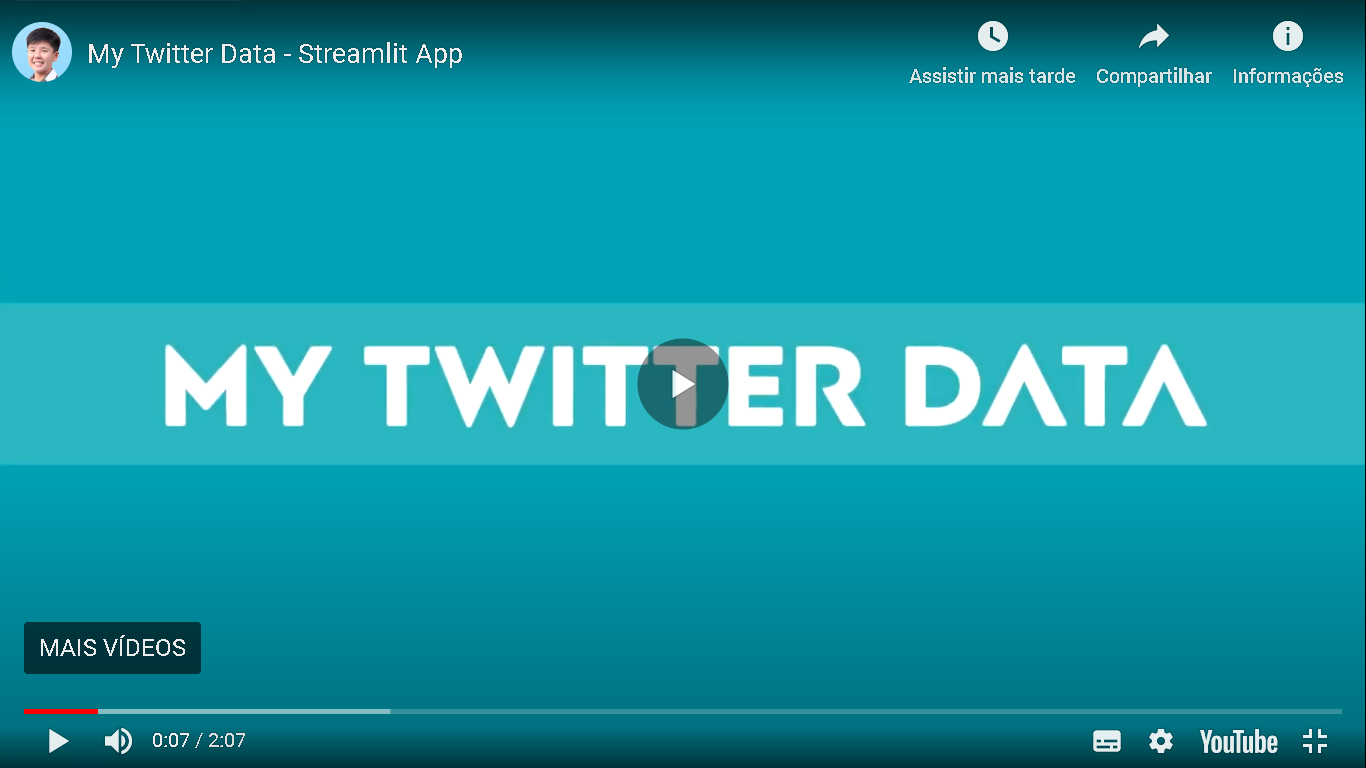 My Twitter Data - Streamlit App
Assistir mais tarde
Compartilhar
Informações
MY TWITTER DATA
MAIS VÍDEOS
0:07 / 2:07
YouTube